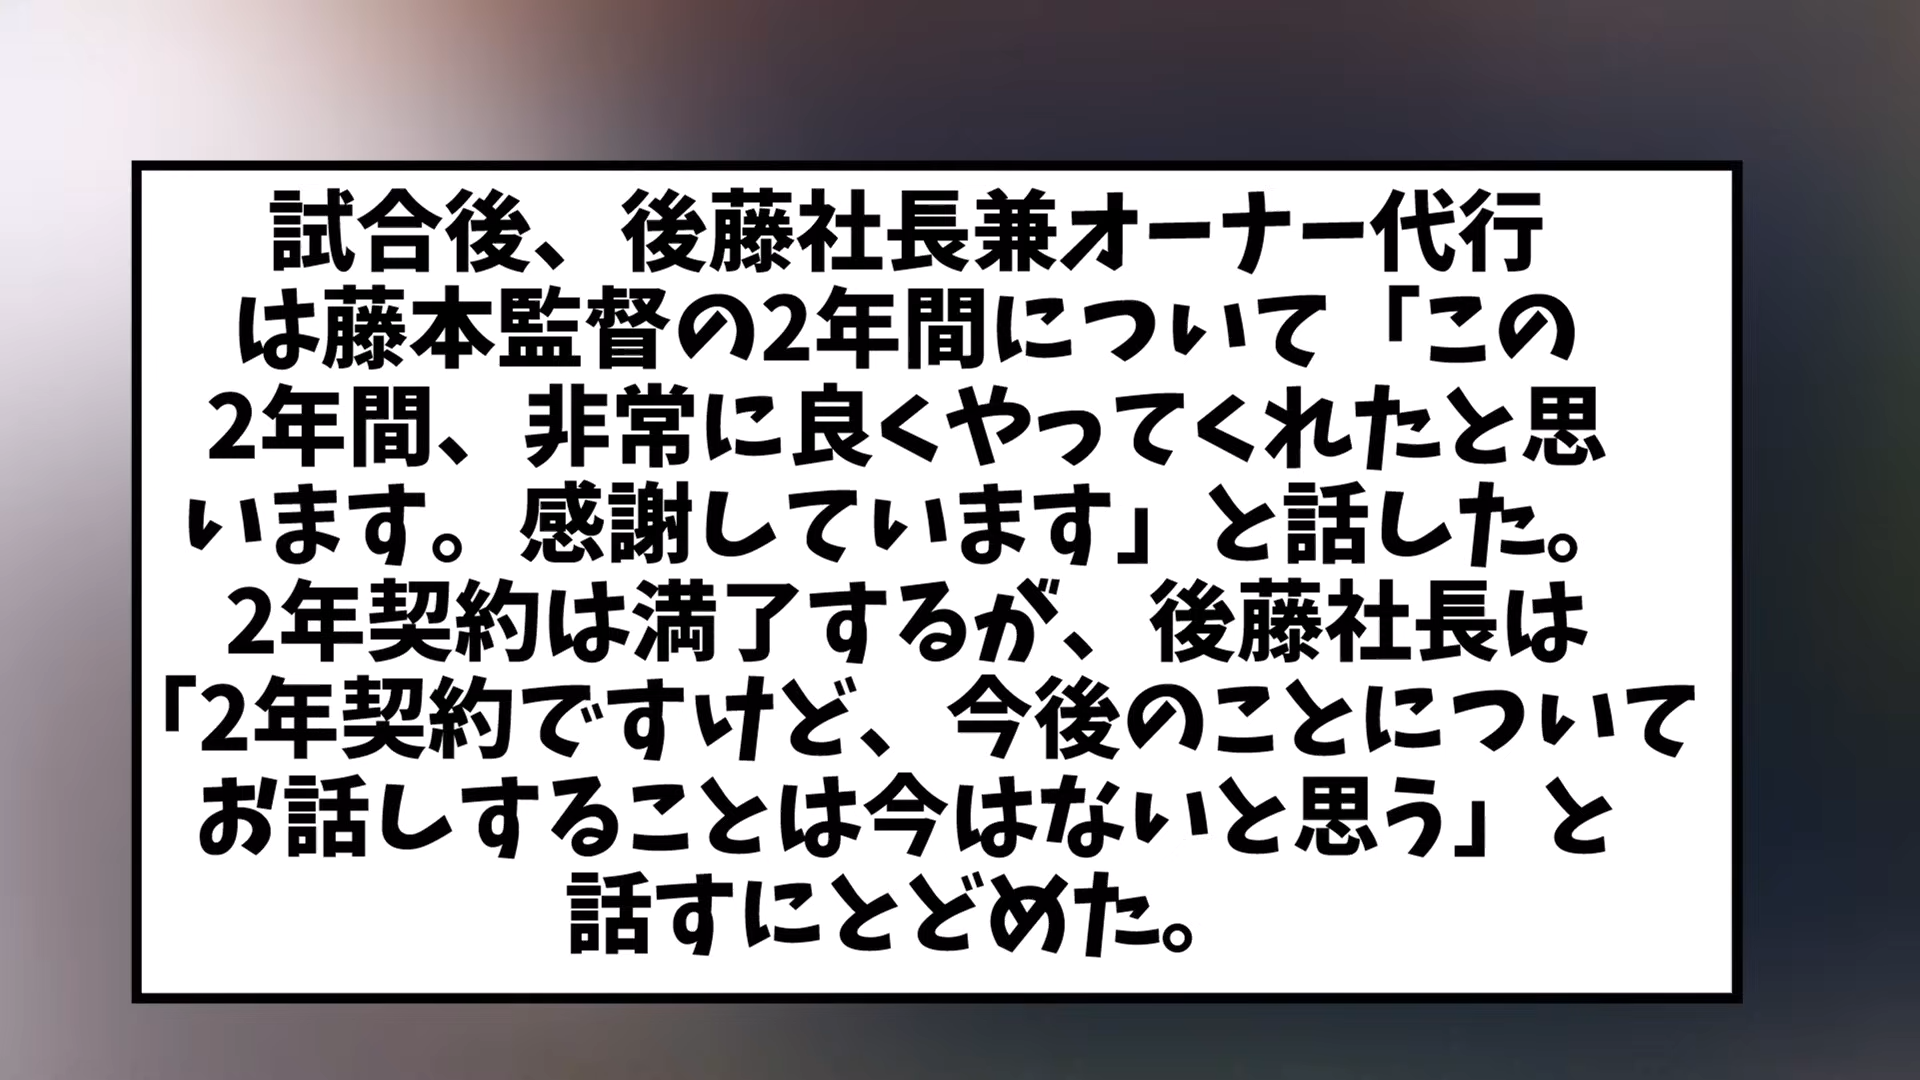 試合後、後藤社長兼オーナー代行
は藤本監督の2年間について「この
2年間、非常に良くやってくれたと思
います。感謝しています」と話した。
2年契約は満了するが、後藤社長は
「2年契約ですけど、今後のことについて
お話しすることは今はないと思う」と
話すにとどめた。